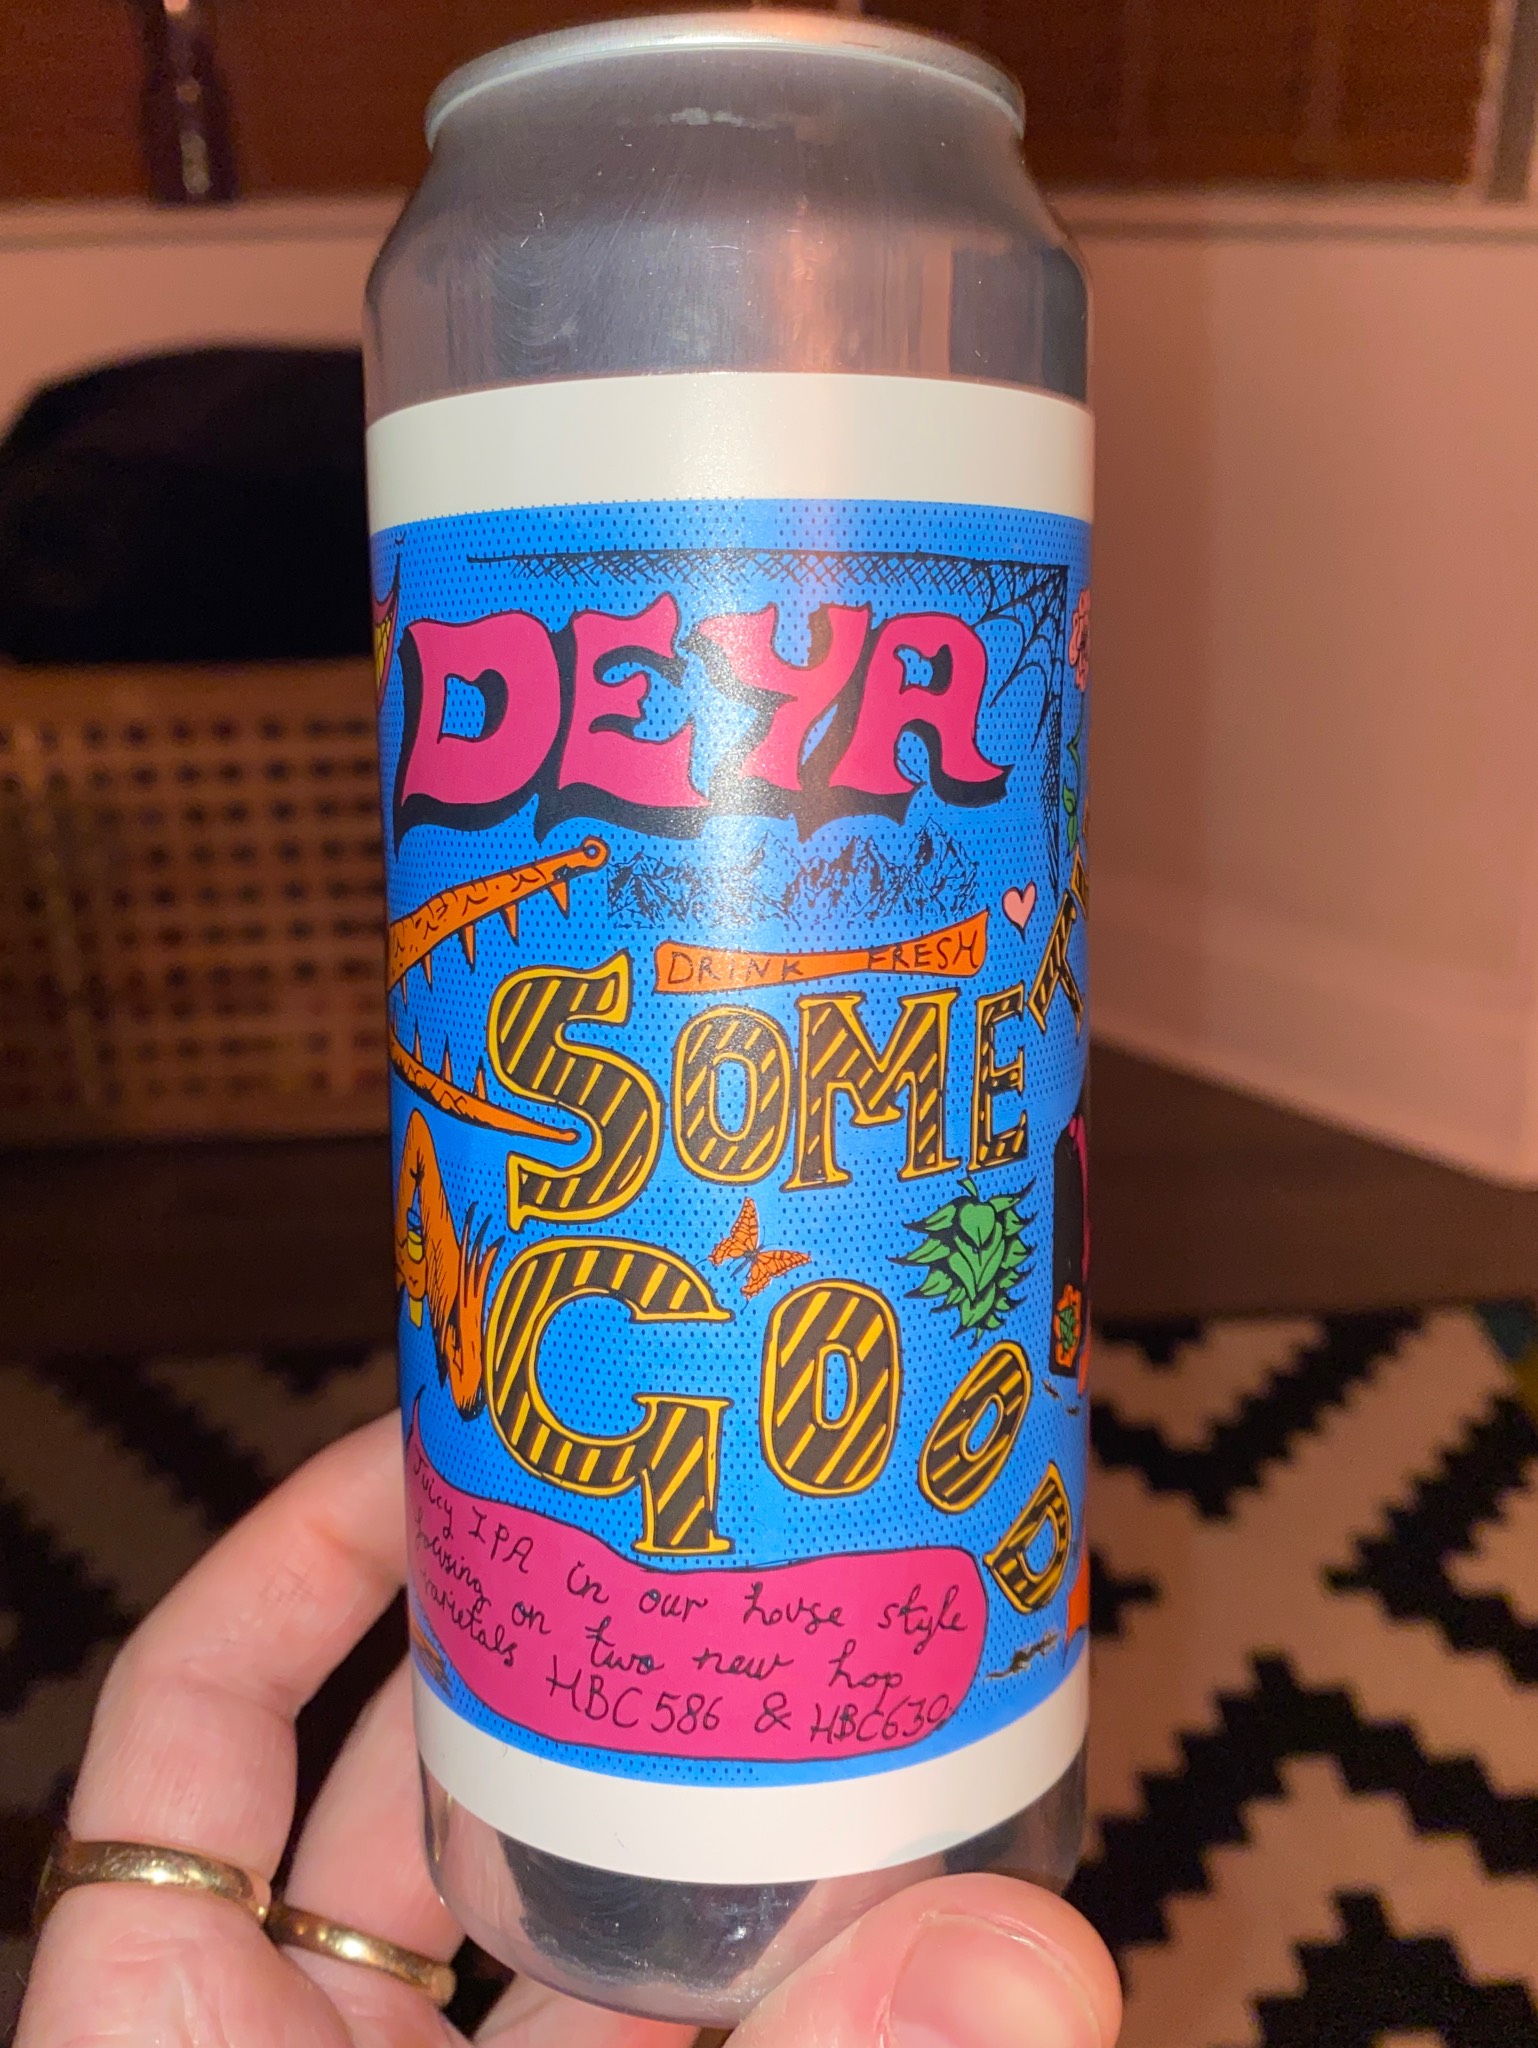 DEYA
DRINK FRESH
SOMET
GOOD
Juicy IPA in our house style
focusing on two new hop
varietals HBC 586 & HBC630